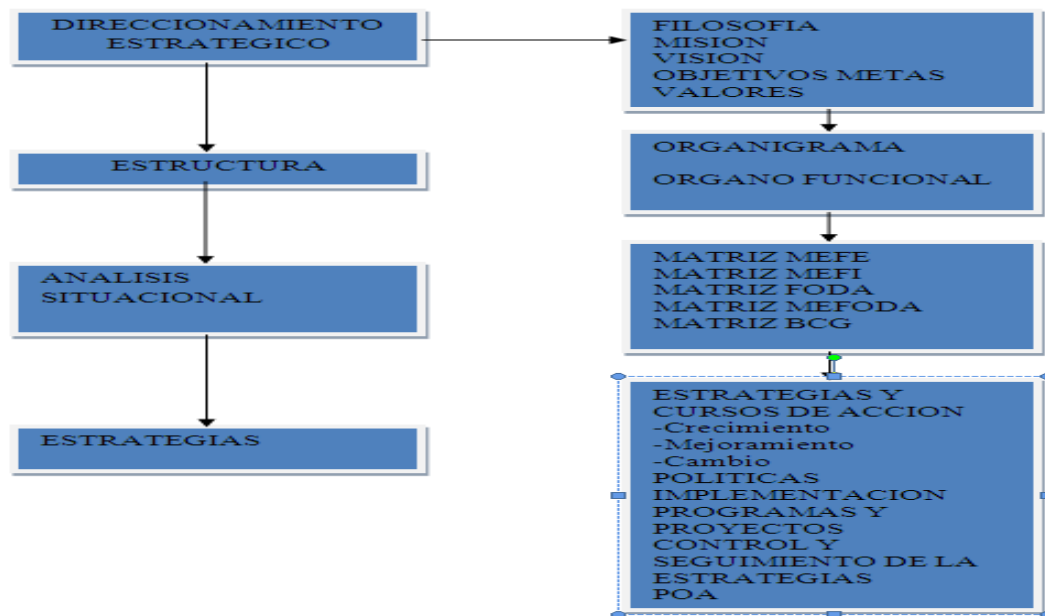 DIRECCIONAMIENTO
ESTRATEGICO
ESTRUCTURA
ANALISIS
SITUACIONAL
ESTRATEGIAS
FILOSOFIA
MISION
VISION
OBJETIVOS METAS
VALORES
ORGANIGRAMA
ORGANO FUNCIONAL
MATRIZ MEFE
MATRIZ MEFI
MATRIZ FODA
MATRIZ MEFODA
MATRIZ BCG
ESTRATEGIAS Y
CURSOS DE ACCION
-Crecimiento
-Mejoramiento
-Cambio
POLITICAS
IMPLEMENTACION
PROGRAMAS Y
PROYECTOS
CONTROL Y
SEGUIMIENTO DE LA
ESTRATEGIAS
POA